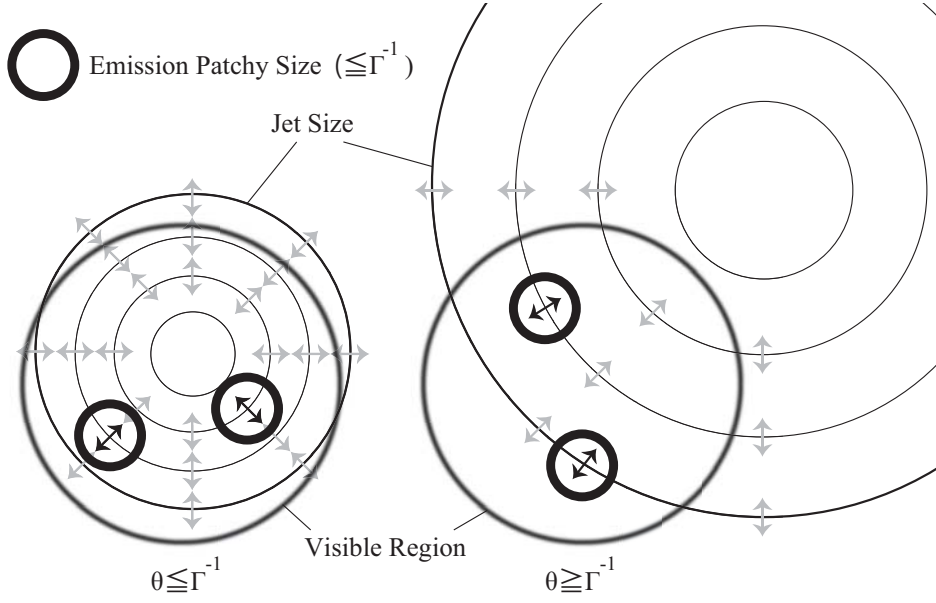 Emission Patchy Size (≦Γ⁻¹)
Jet Size
Visible Region
θ≦Γ⁻¹
θ≧Γ⁻¹